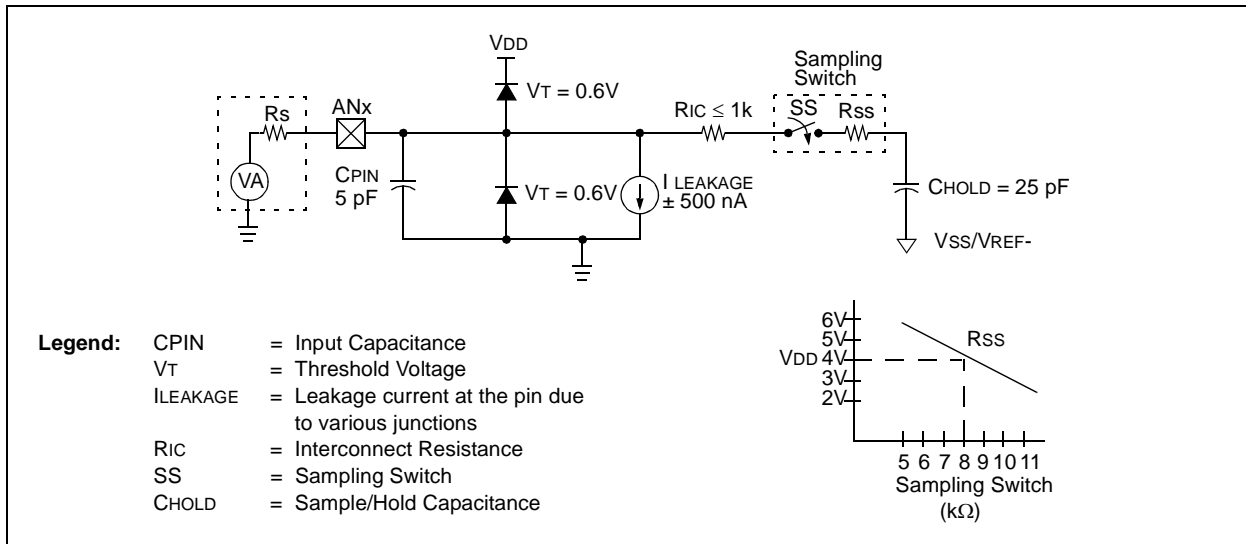 VDD
Sampling
Switch
VT = 0.6V
RIC ≤ 1k
SS
RSS
Rs
ANx
VA
CPIN
5 pF
VT = 0.6V
I LEAKAGE
± 500 nA
CHOLD = 25 pF
VSS/VREF-
Legend: CPIN = Input Capacitance
VT = Threshold Voltage
ILEAKAGE = Leakage current at the pin due
to various junctions
RIC = Interconnect Resistance
SS = Sampling Switch
CHOLD = Sample/Hold Capacitance
6V
5V
VDD 4V
3V
2V
RSS
5 6 7 8 9 10 11
Sampling Switch
(kΩ)